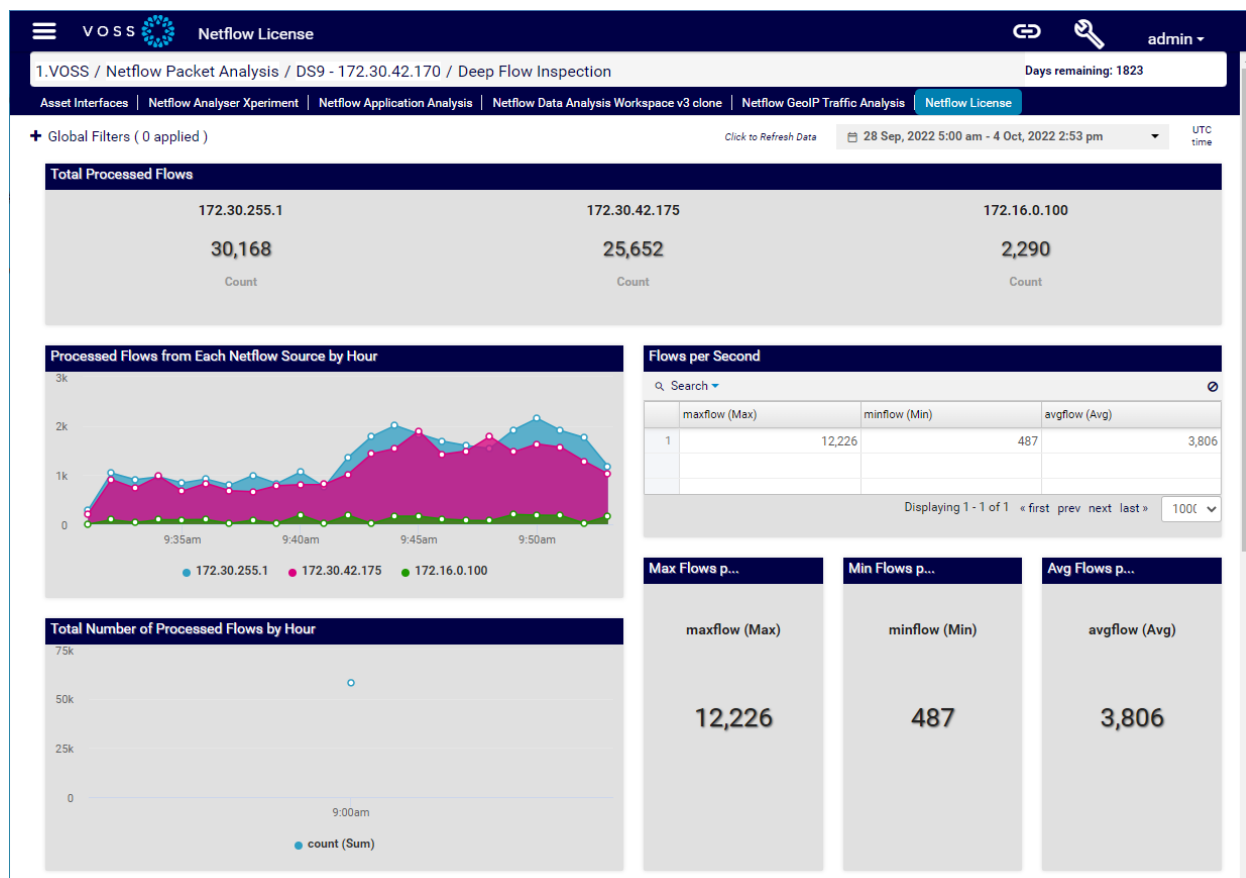 VOSS Netflow License admin
1.VOSS / Netflow Packet Analysis / DS9 - 172.30.42.170 / Deep Flow Inspection Days remaining: 1823
Asset Interfaces | Netflow Analyser Xperiment | Netflow Application Analysis | Netflow Data Analysis Workspace v3 clone | Netflow GeoIP Traffic Analysis | Netflow License
+ Global Filters ( 0 applied ) Click to Refresh Data 28 Sep, 2022 5:00 am - 4 Oct, 2022 2:53 pm UTC
time
Total Processed Flows
172.30.255.1 172.30.42.175 172.16.0.100
30,168 25,652 2,290
Count Count Count
Processed Flows from Each Netflow Source by Hour
3k
2k
1k
0
9:35am 9:40am 9:45am 9:50am
172.30.255.1 172.30.42.175 172.16.0.100
Flows per Second
Search
maxflow (Max) minflow (Min) avgflow (Avg)
1 12,226 487 3,806
Displaying 1 - 1 of 1 « first prev next last » 100
Total Number of Processed Flows by Hour
75k
50k
25k
0
9:00am
count (Sum)
Max Flows p... Min Flows p... Avg Flows p...
maxflow (Max) minflow (Min) avgflow (Avg)
12,226 487 3,806